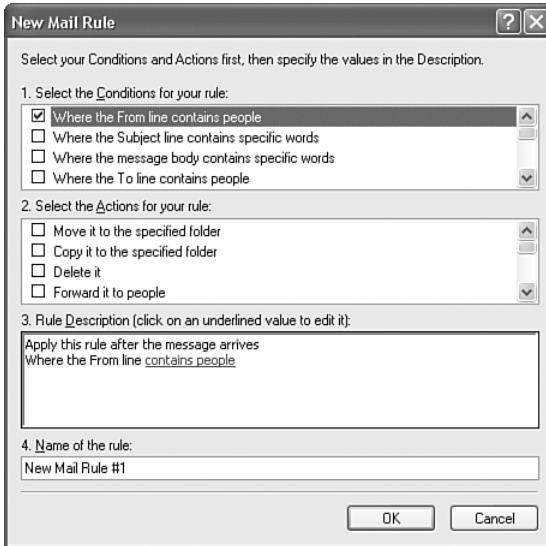 New Mail Rule
Select your Conditions and Actions first, then specify the values in the Description.
1. Select the Conditions for your rule:
Where the From line contains people
Where the Subject line contains specific words
Where the message body contains specific words
Where the To line contains people
2. Select the Actions for your rule:
Move it to the specified folder
Copy it to the specified folder
Delete it
Forward it to people
3. Rule Description (click on an underlined value to edit it):
Apply this rule after the message arrives
Where the From line contains people
4. Name of the rule:
New Mail Rule #1
OK Cancel